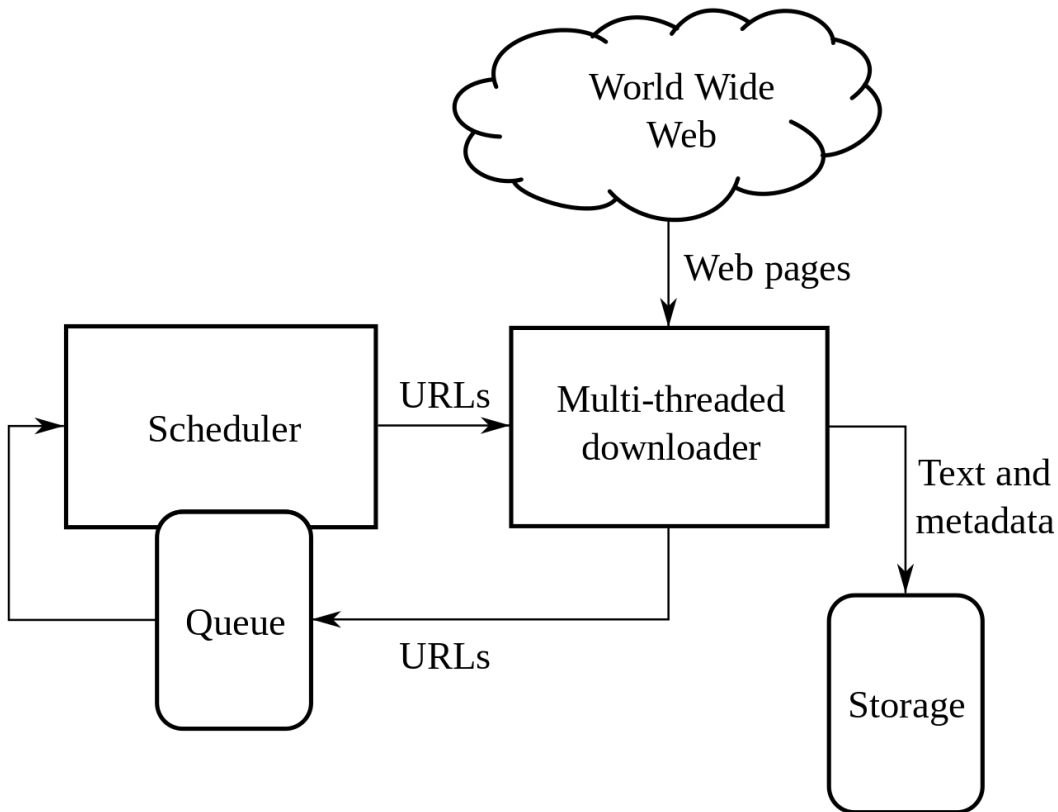 World Wide
Web
Web pages
Scheduler
URLs
Multi-threaded
downloader
Text and
metadata
Queue
URLs
Storage